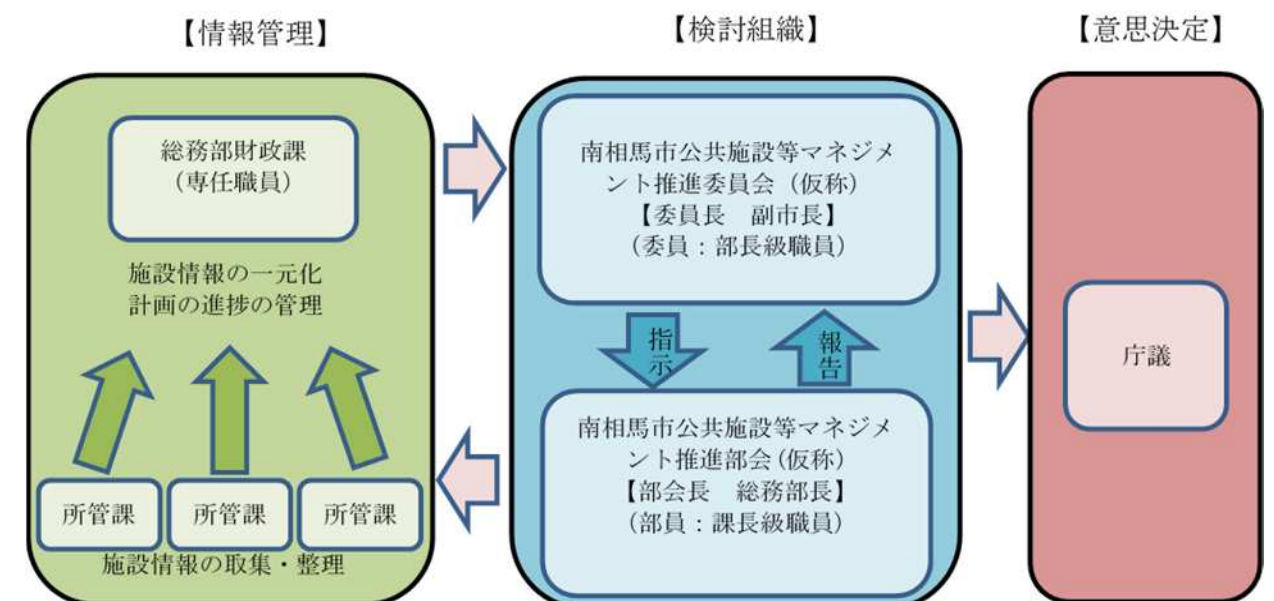 【情報管理】
総務部財政課
(専任職員)
施設情報の一元化
計画の進捗の管理
所管課
所管課
所管課
施設情報の取集・整理
【検討組織】
南相馬市公共施設等マネジメ
ント推進委員会(仮称)
【委員長　副市長】
(委員:部長級職員)
指示
報告
南相馬市公共施設等マネジメ
ント推進部会(仮称)
【部会長　総務部長】
(部員:課長級職員)
【意思決定】
庁議